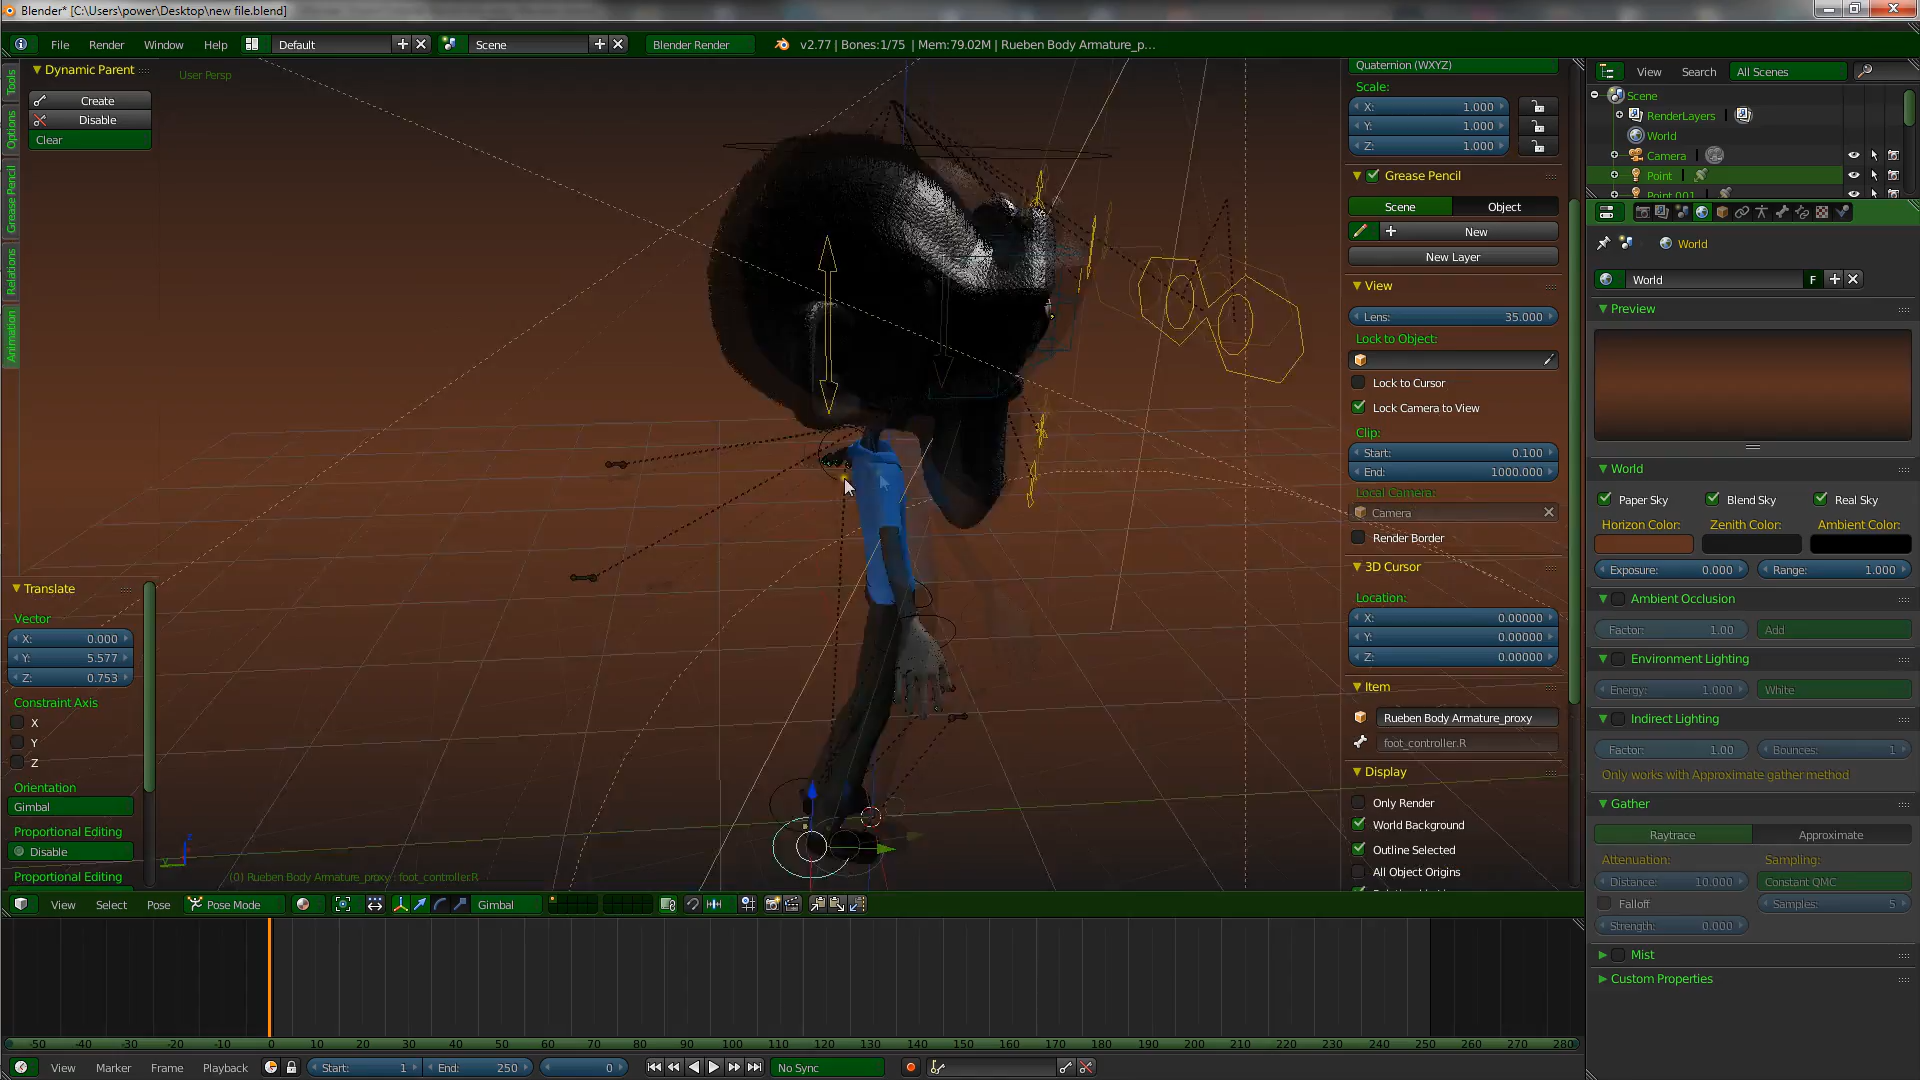 Blender* [C:\Users\power\Desktop\new file.blend]
File Render Window Help Default Scene Blender Render v2.77 | Bones:1/75 | Mem:79.02M | Rueben Body Armature_p...
Dynamic Parent
Create
Disable
Clear
Tools
Options
Grease Pencil
Relations
Animation
User Persp
Translate
Vector
X: 0.000
Y: 5.577
Z: 0.753
Constraint Axis
X
Y
Z
Orientation
Gimbal
Proportional Editing
Disable
Proportional Editing
(0) Rueben Body Armature_proxy : foot_controller.R
Quaternion (WXYZ)
Scale:
X: 1.000
Y: 1.000
Z: 1.000
Grease Pencil
Scene Object
New
New Layer
View
Lens: 35.000
Lock to Object:
Lock to Cursor
Lock Camera to View
Clip:
Start: 0.100
End: 1000.000
Local Camera:
Camera
Render Border
3D Cursor
Location:
X: 0.00000
Y: 0.00000
Z: 0.00000
Item
Rueben Body Armature_proxy
foot_controller.R
Display
Only Render
World Background
Outline Selected
All Object Origins
View Search All Scenes
Scene
RenderLayers
World
Camera
Point
Point.001
World
World F
Preview
World
Paper Sky Blend Sky Real Sky
Horizon Color: Zenith Color: Ambient Color:
Exposure: 0.000 Range: 1.000
Ambient Occlusion
Factor: 1.00 Add
Environment Lighting
Energy: 1.000 White
Indirect Lighting
Factor: 1.00 Bounces: 1
Only works with Approximate gather method
Gather
Raytrace Approximate
Attenuation: Sampling:
Distance: 10.000 Constant QMC
Falloff Samples: 5
Strength: 0.000
Mist
Custom Properties
View Select Pose Pose Mode Gimbal
-50 -40 -30 -20 -10 0 10 20 30 40 50 60 70 80 90 100 110 120 130 140 150 160 170 180 190 200 210 220 230 240 250 260 270 280
View Marker Frame Playback Start: 1 End: 250 0 No Sync